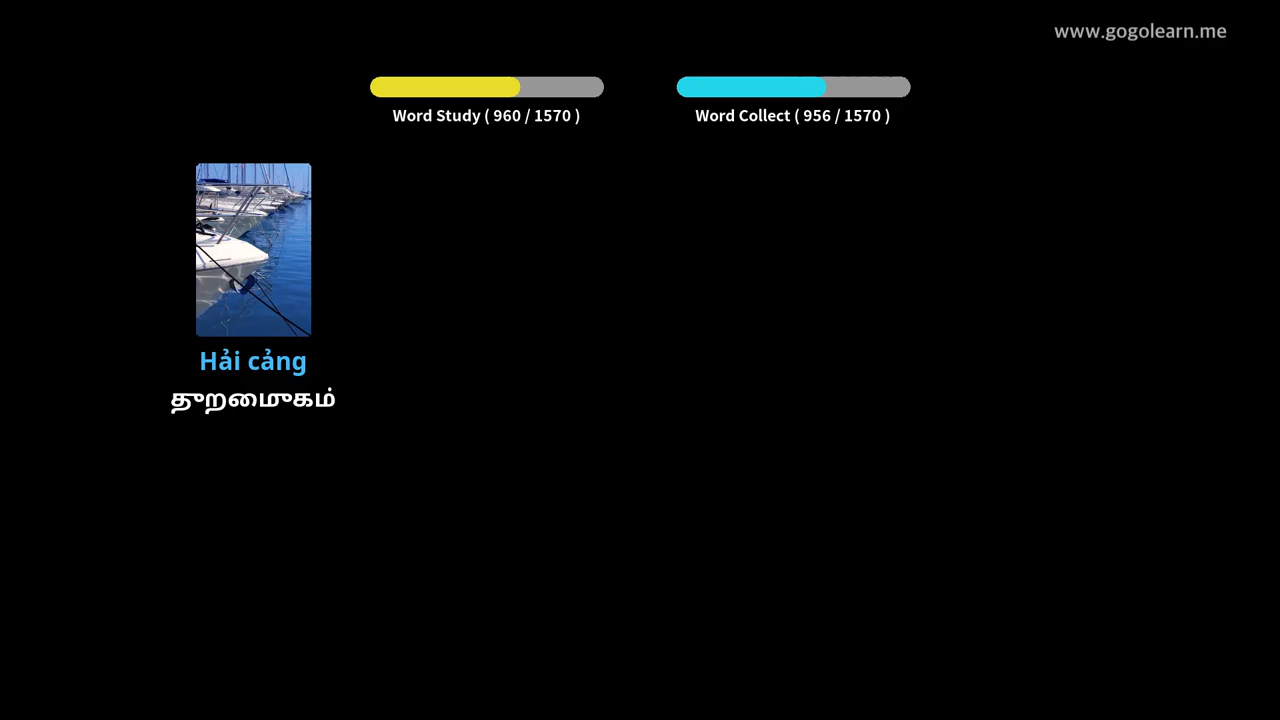 www.gogolearn.me
Word Study ( 960 / 1570 )
Word Collect ( 956 / 1570 )
Hải cảng
துறைமுகம்